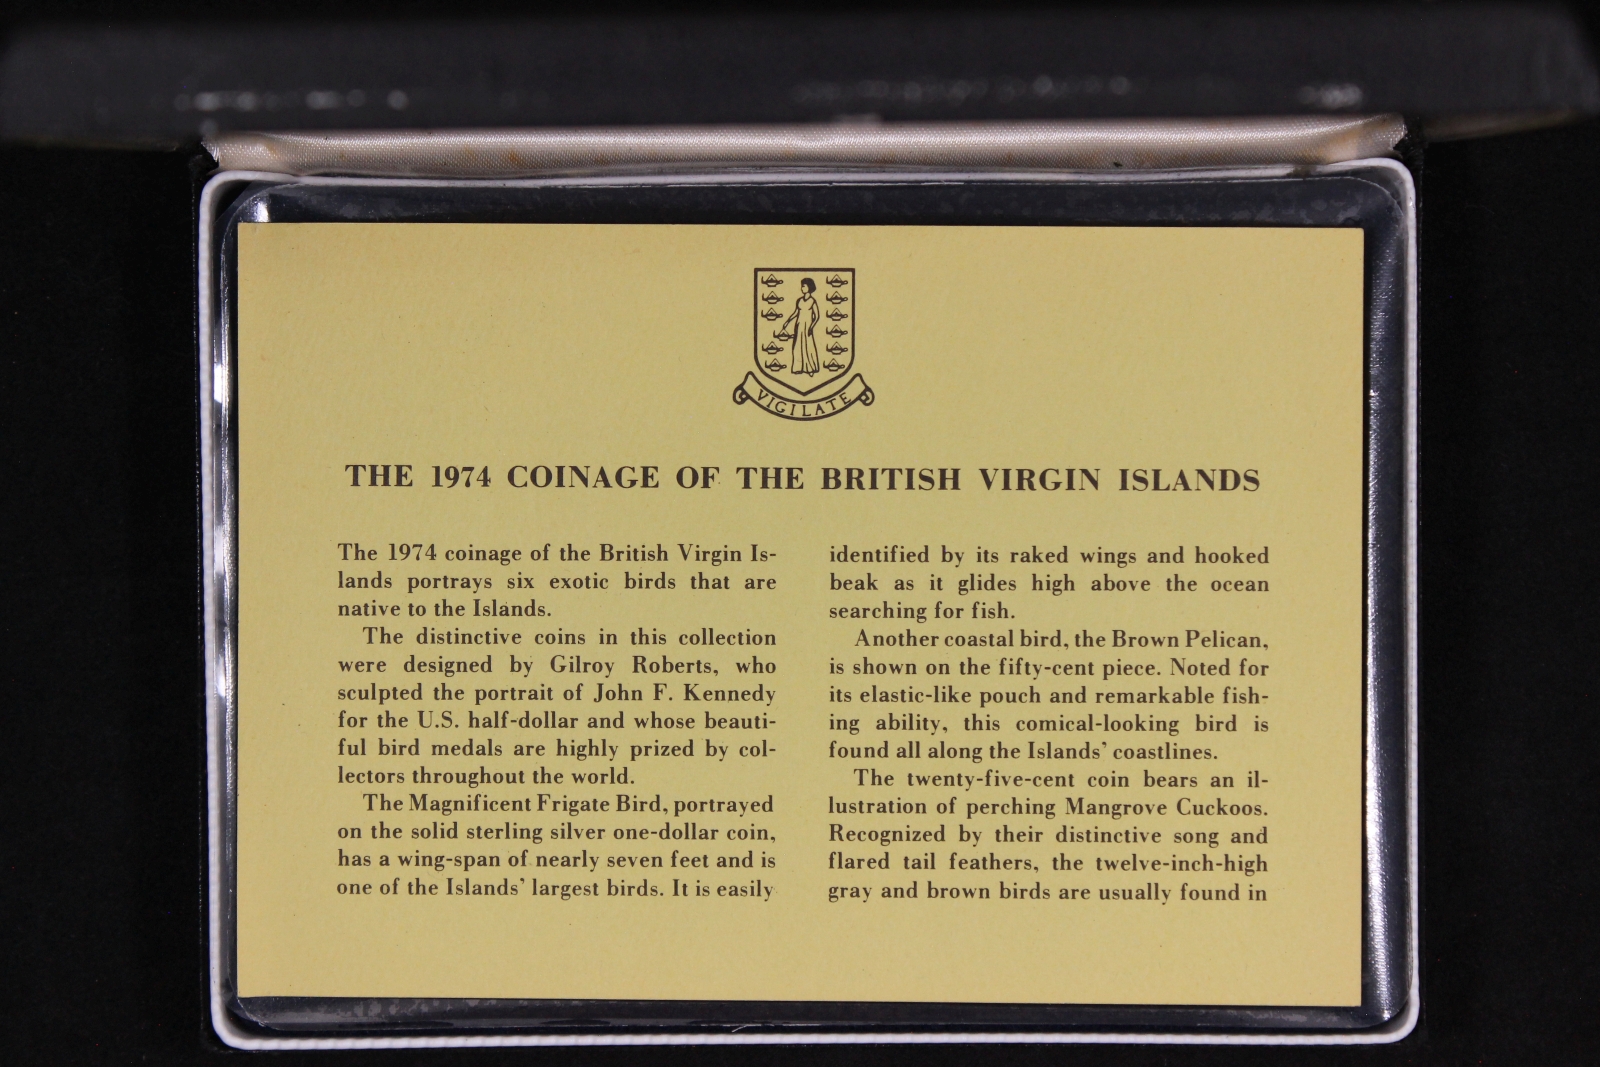 VIGILATE
THE 1974 COINAGE OF THE BRITISH VIRGIN ISLANDS
The 1974 coinage of the British Virgin Is-
lands portrays six exotic birds that are
native to the Islands.
The distinctive coins in this collection
were designed by Gilroy Roberts, who
sculpted the portrait of John F. Kennedy
for the U.S. half-dollar and whose beauti-
ful bird medals are highly prized by col-
lectors throughout the world.
The Magnificent Frigate Bird, portrayed
on the solid sterling silver one-dollar coin,
has a wing-span of nearly seven feet and is
one of the Islands' largest birds. It is easily
identified by its raked wings and hooked
beak as it glides high above the ocean
searching for fish.
Another coastal bird, the Brown Pelican,
is shown on the fifty-cent piece. Noted for
its elastic-like pouch and remarkable fish-
ing ability, this comical-looking bird is
found all along the Islands' coastlines.
The twenty-five-cent coin bears an il-
lustration of perching Mangrove Cuckoos.
Recognized by their distinctive song and
flared tail feathers, the twelve-inch-high
gray and brown birds are usually found in